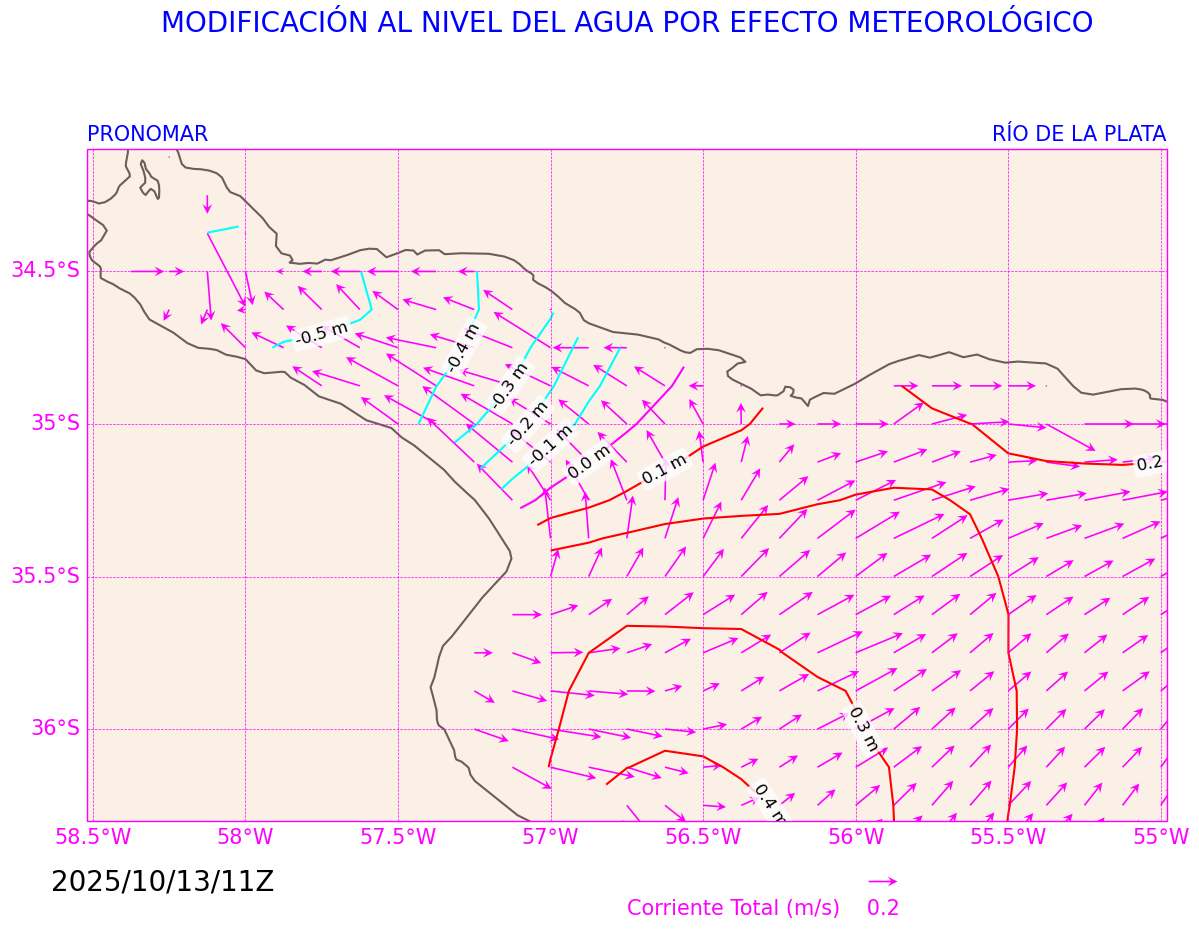 MODIFICACIÓN AL NIVEL DEL AGUA POR EFECTO METEOROLÓGICO
PRONOMAR
RÍO DE LA PLATA
34.5°S
-0.5 m
-0.4 m
-0.3 m
-0.2 m
-0.1 m
0.0 m
0.1 m
0.2
35°S
35.5°S
36°S
0.3 m
0.4 m
58.5°W 58°W 57.5°W 57°W 56.5°W 56°W 55.5°W 55°W
2025/10/13/11Z
Corriente Total (m/s) 0.2